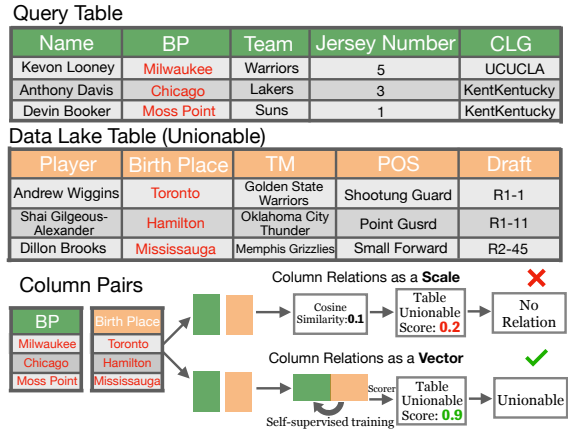 Query Table
Name BP Team Jersey Number CLG
Kevon Looney Milwaukee Warriors 5 UCUCLA
Anthony Davis Chicago Lakers 3 KentKentucky
Devin Booker Moss Point Suns 1 KentKentucky
Data Lake Table (Unionable)
Player Birth Place TM POS Draft
Andrew Wiggins Toronto Golden State Warriors Shootung Guard R1-1
Shai Gilgeous-Alexander Hamilton Oklahoma City Thunder Point Gusrd R1-11
Dillon Brooks Mississauga Memphis Grizzlies Small Forward R2-45
Column Pairs
BP Birth Place
Milwaukee Toronto
Chicago Hamilton
Moss Point Mississauga
Column Relations as a Scale
Cosine
Similarity:0.1
Table
Unionable
Score: 0.2
No
Relation
Column Relations as a Vector
Self-supervised training
Scorer
Table
Unionable
Score: 0.9
Unionable